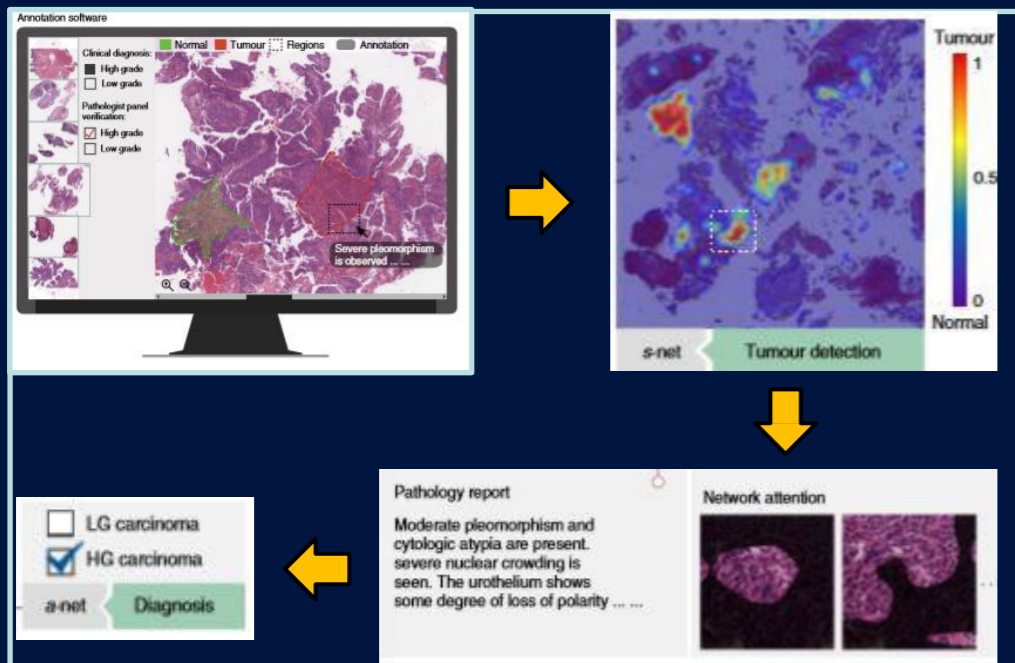 Annotation software
Normal Tumour Regions Annotation
Clinical diagnosis:
High grade
Low grade
Pathologist panel
verification:
High grade
Low grade
Severe pleomorphism
is observed ... ...
Tumour
1
0.5
0
Normal
s-net Tumour detection
Pathology report
Moderate pleomorphism and
cytologic atypia are present.
severe nuclear crowding is
seen. The urothelium shows
some degree of loss of polarity ... ...
Network attention
...
LG carcinoma
HG carcinoma
a-net Diagnosis